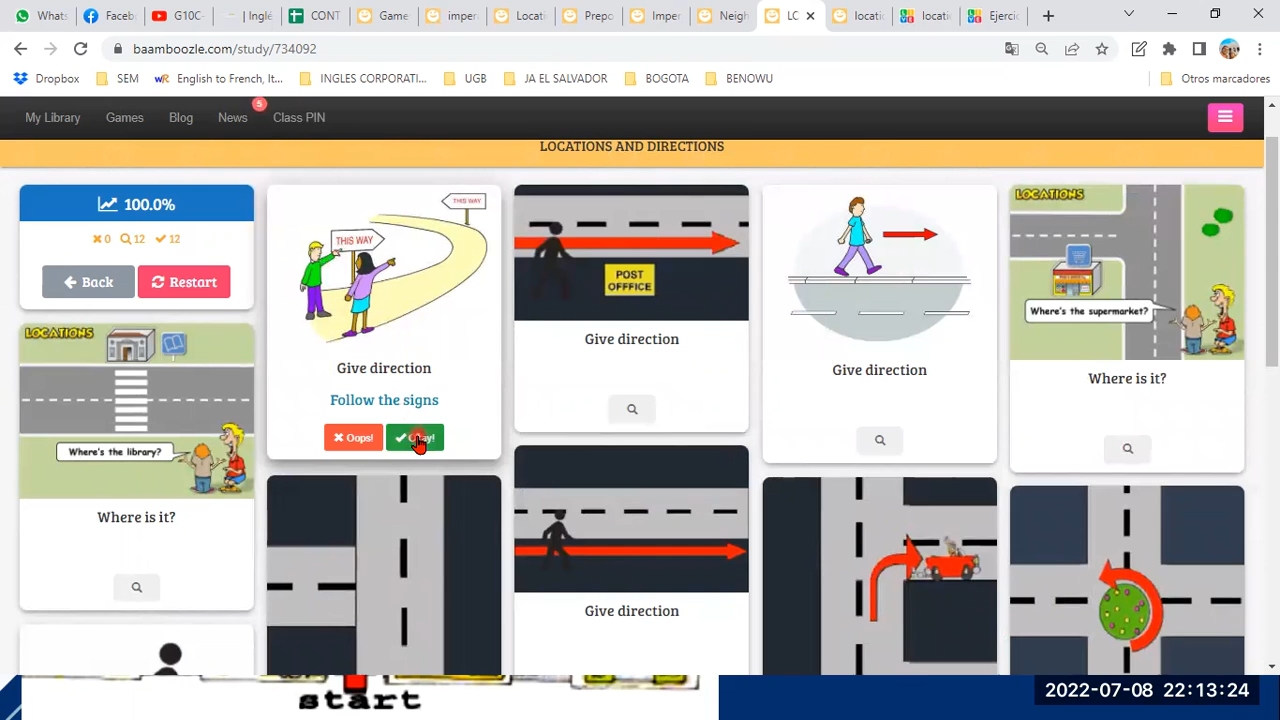 Whats
Faceb
G10C-
Inglé
CONT
Game
imper
Locati
Prepo
Imper
Neigh
LC
locati
locati
Ejercic
baamboozle.com/study/734092
Dropbox
SEM
WR English to French, It...
INGLES CORPORATI...
UGB
JA EL SALVADOR
BOGOTA
BENOWU
Otros marcadores
My Library
Games
Blog
News
5
Class PIN
LOCATIONS AND DIRECTIONS
100.0%
0 12 12
Back
Restart
LOCATIONS
Where's the library?
Where is it?
THIS WAY
THIS WAY
Give direction
Follow the signs
Oops!
POST
OFFFICE
Give direction
Give direction
Give direction
LOCATIONS
Where's the supermarket?
Where is it?
start
2022-07-08 22:13:24